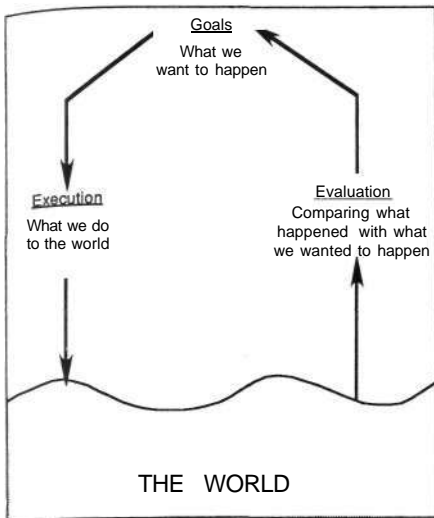 Goals
What we
want to happen
Execution
What we do
to the world
Evaluation
Comparing what
happened with what
we wanted to happen
THE WORLD